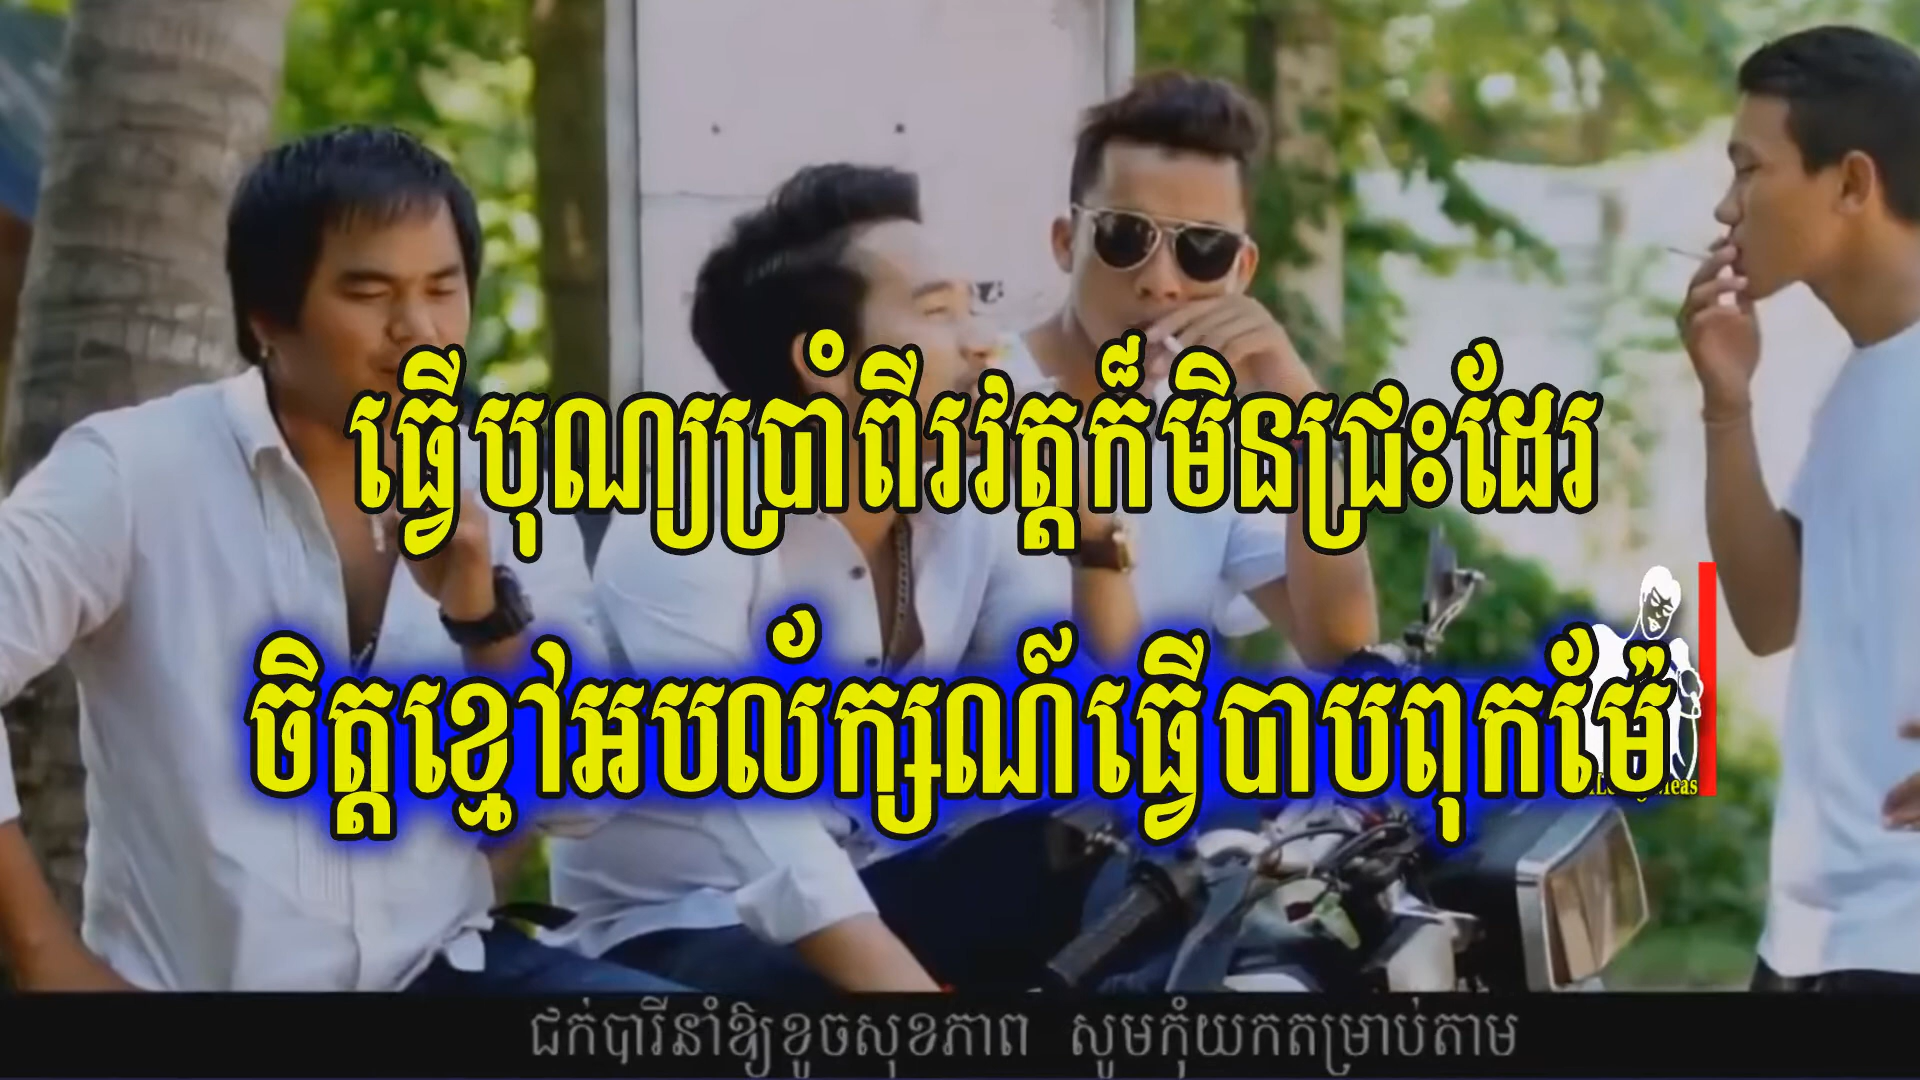 ធ្វើបុណ្យប្រាំពីរវត្តក៏មិនជ្រះដែរ
ចិត្តខ្មៅអបល័ក្សណ៍ធ្វើបាបពុកម៉ែ
ជក់បារីនាំឱ្យខូចសុខភាព សូមកុំយកតម្រាប់តាម